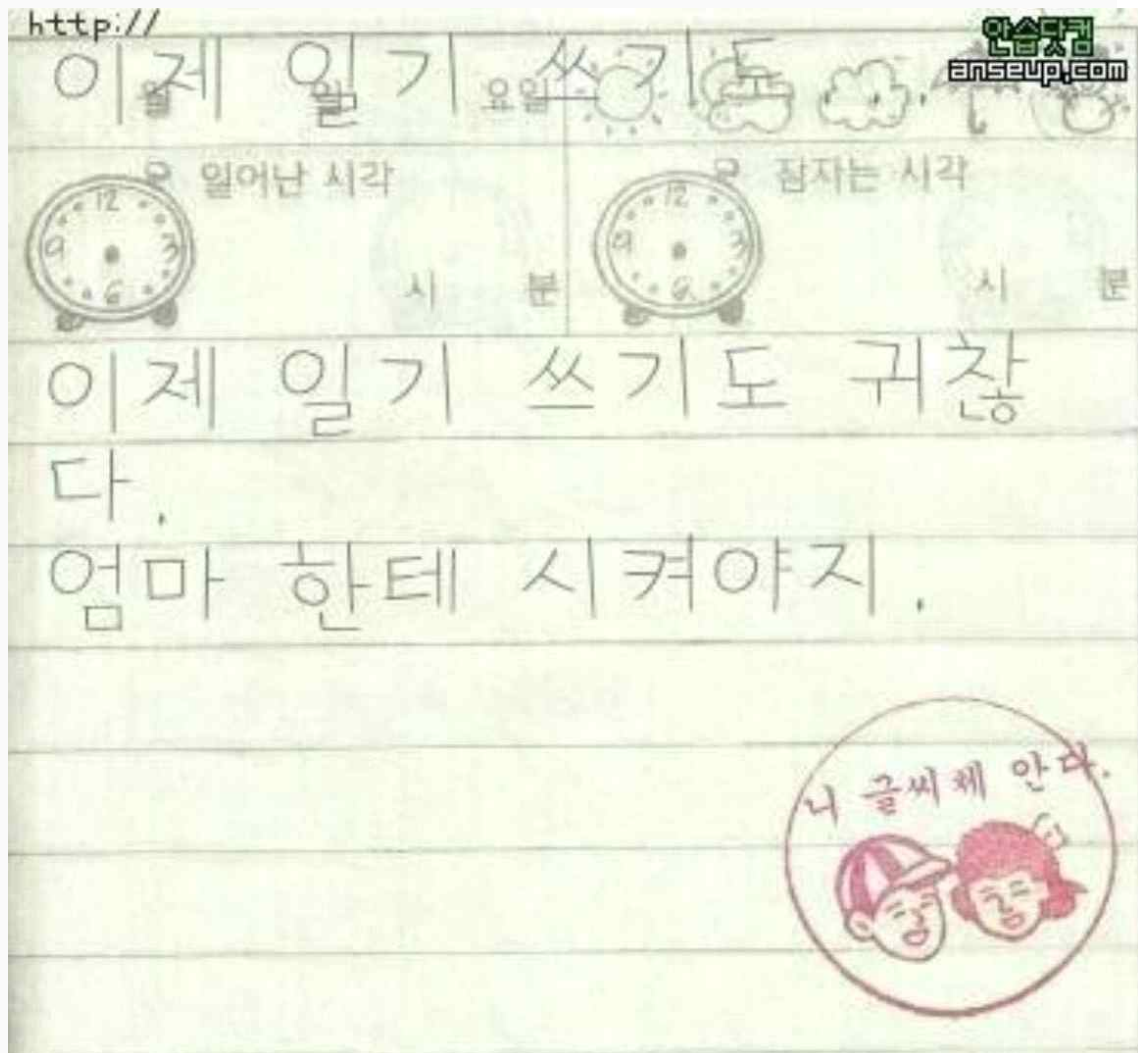 http://
안습닷컴
anseup.com
이제 일기 쓰기도.
월 일 요일
일어난 시각 잠자는 시각
12 3 6 9 시 분 12 3 6 9 시 분
이제 일기 쓰기도 귀찮
다.
엄마 한테 시켜야지.
니 글씨체 안다.